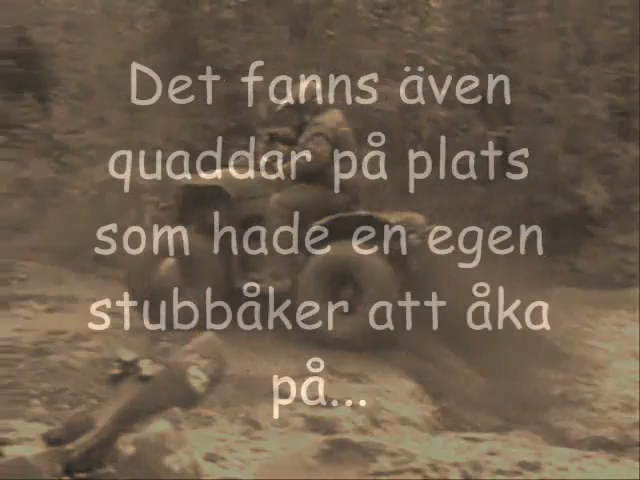 Det fanns även
quaddar på plats
som hade en egen
stubbåker att åka
på...